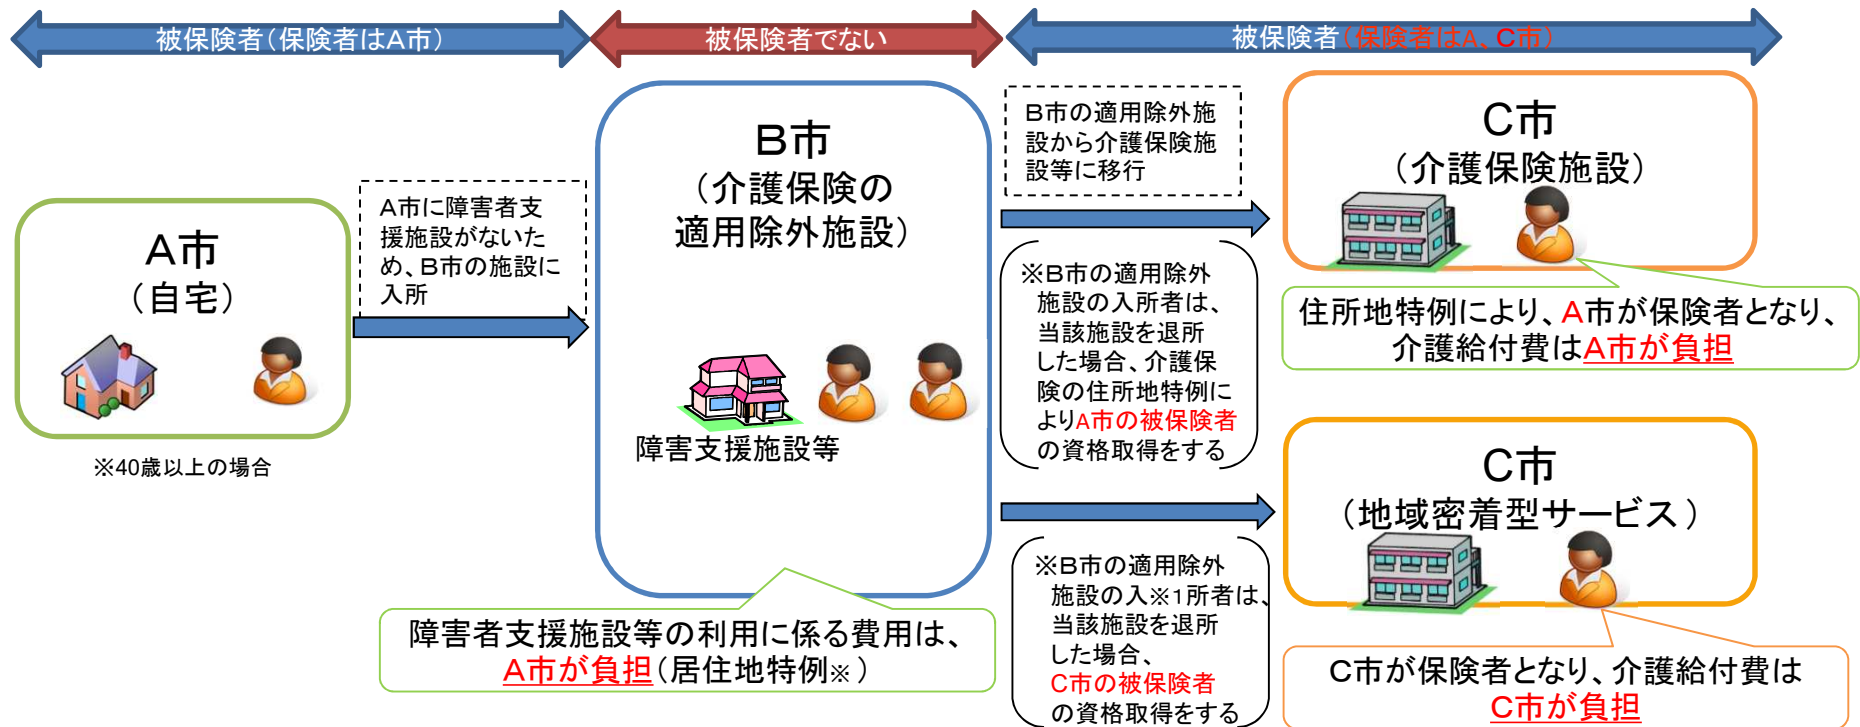 被保険者(保険者はA市)
被保険者でない
被保険者(保険者はA、C市)
A市
(自宅)
※40歳以上の場合
A市に障害者支
援施設がないた
め、B市の施設に
入所
B市
(介護保険の
適用除外施設)
障害支援施設等
障害者支援施設等の利用に係る費用は、
A市が負担(居住地特例※)
B市の適用除外施
設から介護保険施
設等に移行
※B市の適用除外
施設の入所者は、
当該施設を退所
した場合、介護保
険の住所地特例に
よりA市の被保険者
の資格取得をする
※B市の適用除外
施設の入※1所者は、
当該施設を退所
した場合、
C市の被保険者
の資格取得をする
C市
(介護保険施設)
住所地特例により、A市が保険者となり、
介護給付費はA市が負担
C市
(地域密着型サービス)
C市が保険者となり、介護給付費は
C市が負担